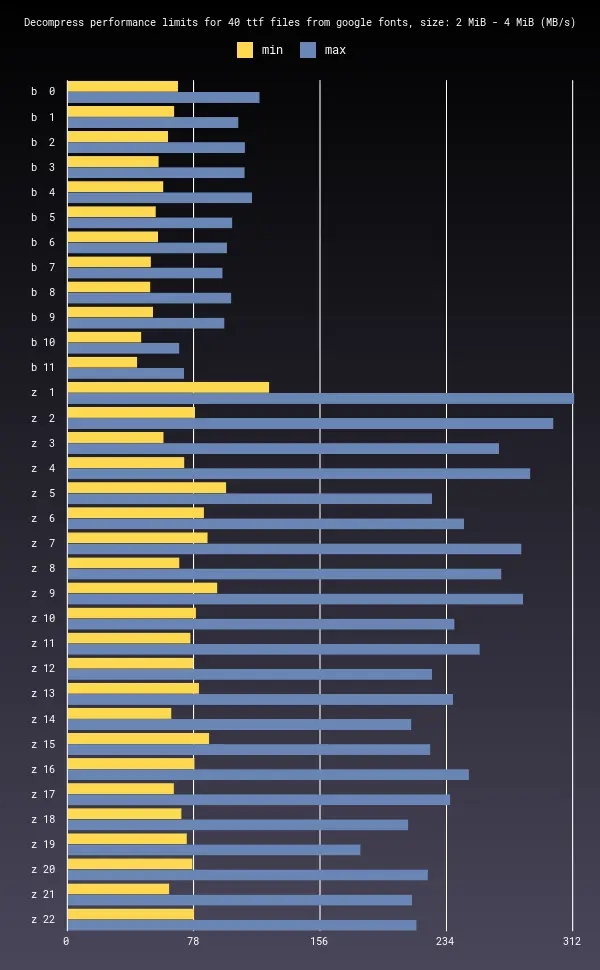 Decompress performance limits for 40 ttf files from google fonts, size: 2 MiB - 4 MiB (MB/s)
min max
b 0
b 1
b 2
b 3
b 4
b 5
b 6
b 7
b 8
b 9
b 10
b 11
z 1
z 2
z 3
z 4
z 5
z 6
z 7
z 8
z 9
z 10
z 11
z 12
z 13
z 14
z 15
z 16
z 17
z 18
z 19
z 20
z 21
z 22
0 78 156 234 312